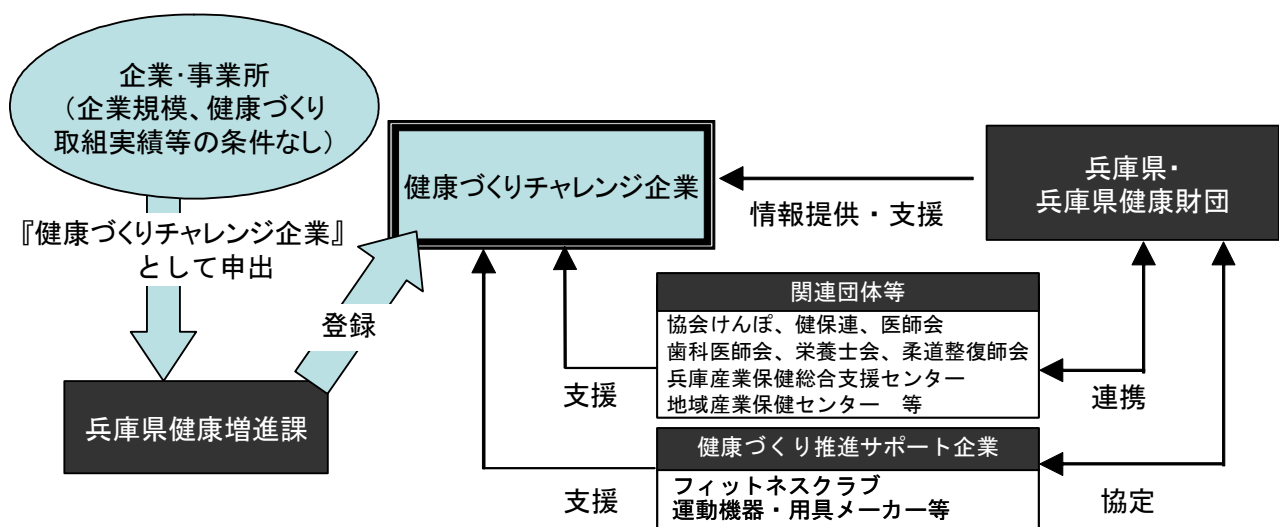 企業・事業所
（企業規模、健康づくり
取組実績等の条件なし）
『健康づくりチャレンジ企業』
として申出
兵庫県健康増進課
登録
健康づくりチャレンジ企業
情報提供・支援
兵庫県・
兵庫県健康財団
関連団体等
協会けんぽ、健保連、医師会
歯科医師会、栄養士会、柔道整復師会
兵庫産業保健総合支援センター
地域産業保健センター　等
支援
連携
健康づくり推進サポート企業
フィットネスクラブ
運動機器・用具メーカー等
支援
協定